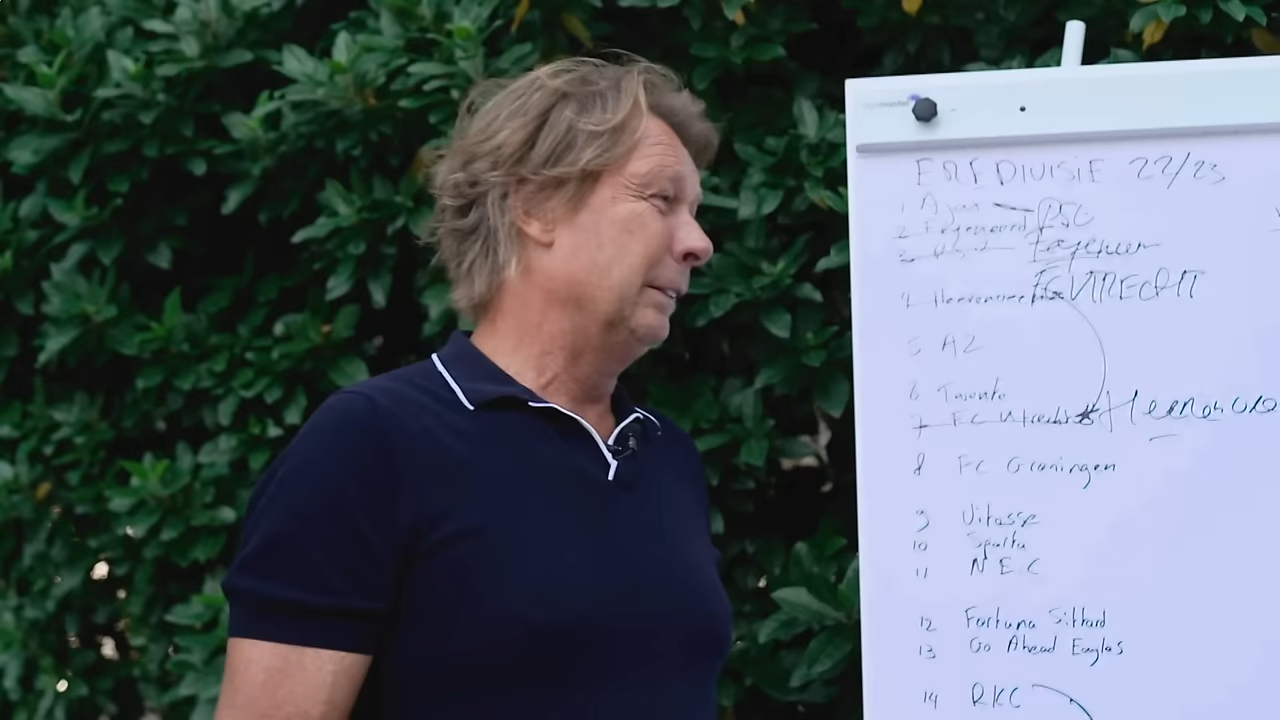 EREDIVISIE 22/23
1 Ajax PSV
2 Feyenoord
3 Feyenoor
4 Heerenveen FC UTRECHT
5 AZ
6 Twente
7 FC Utrecht Heerenveen
8 FC Groningen
9 Vitesse
10 Sparta
11 N.E.C
12 Fortuna Sittard
13 Go Ahead Eagles
14 RKC